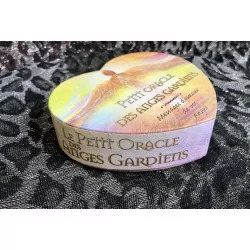 PETIT ORACLE
DES ANGES GARDIENS
LE PETIT ORACLE
DES ANGES GARDIENS